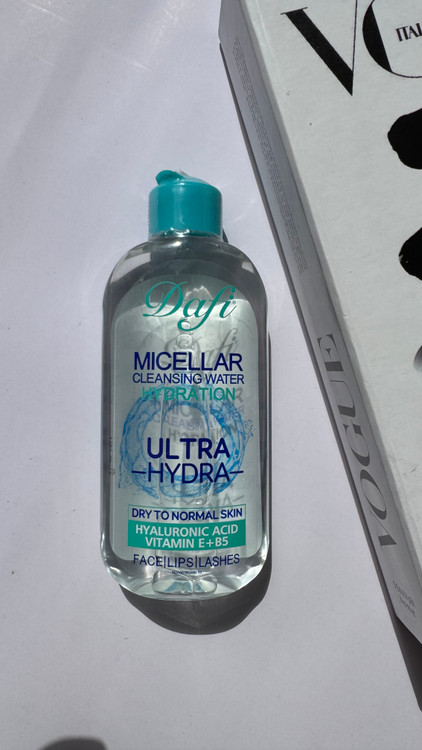 Dafi
MICELLAR
CLEANSING WATER
HYDRATION
ULTRA
HYDRA
DRY TO NORMAL SKIN
HYALURONIC ACID
VITAMIN E+B5
FACE|LIPS|LASHES
VO
ITAL
VOGUE